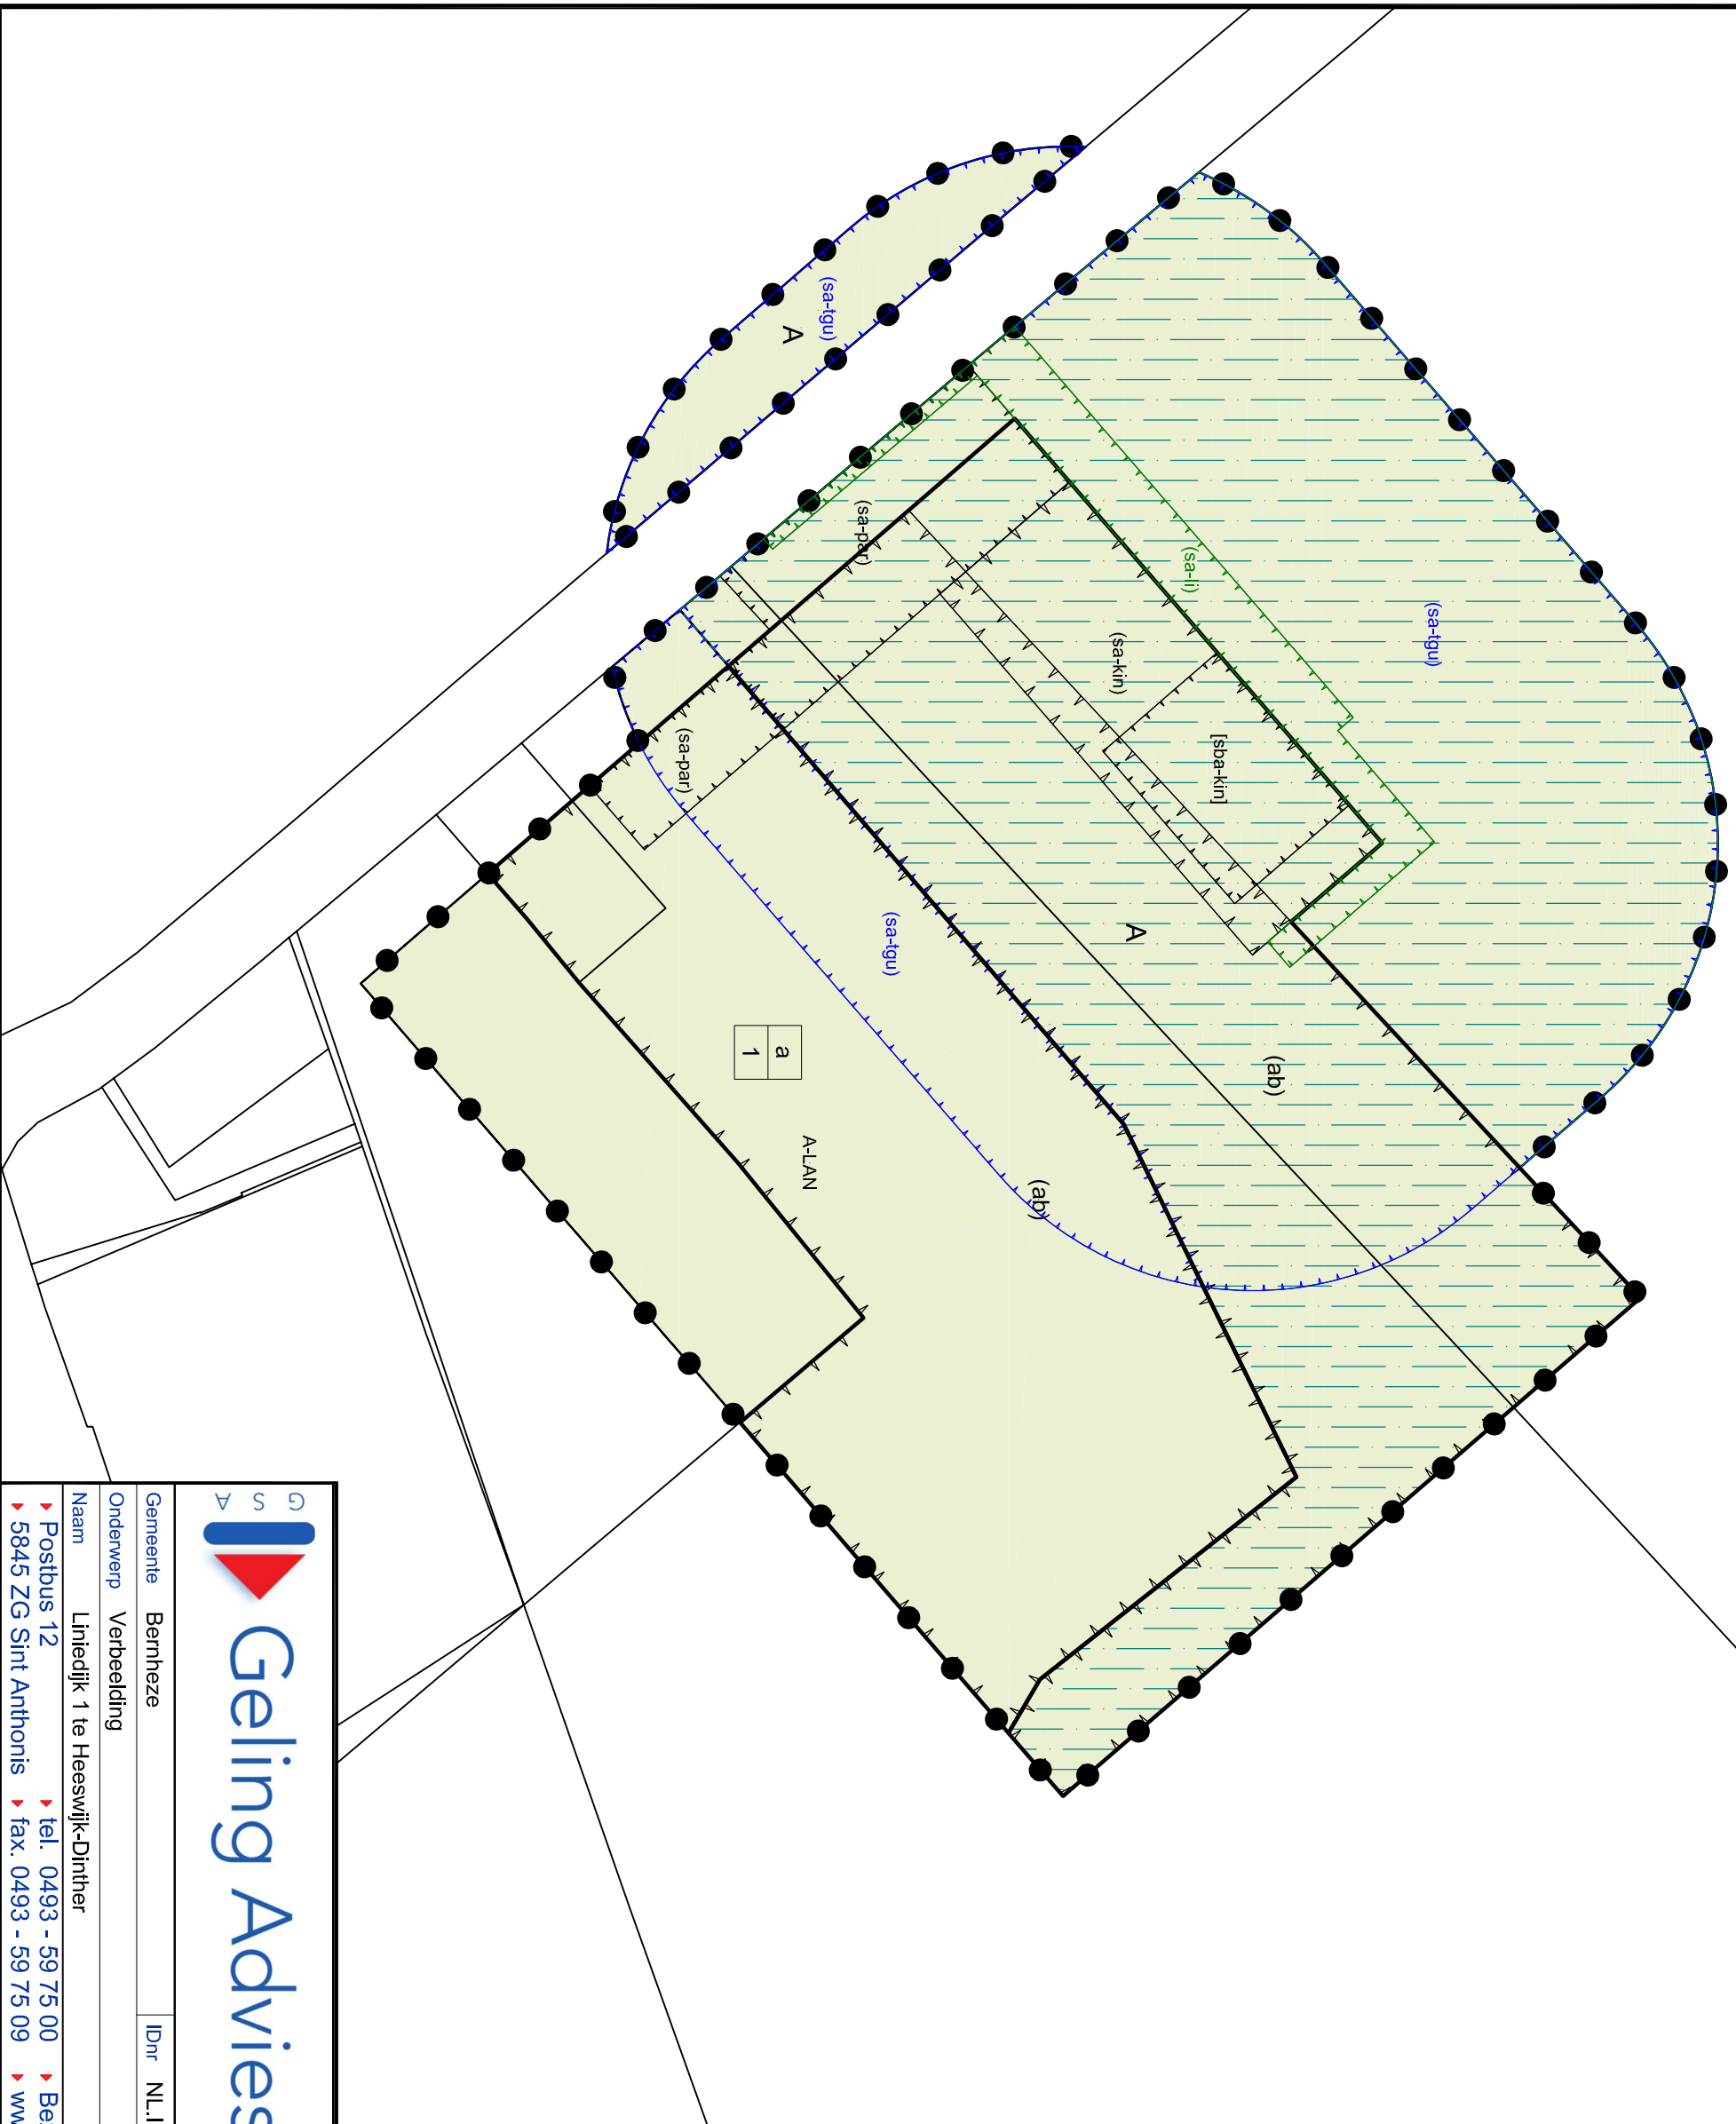 (sa-tgu)
A
(sa-par)
(sa-li)
(sa-tgu)
(sa-kin)
[sba-kin]
(sa-par)
(sa-tgu)
A
(ab)
a
1
A-LAN
(ab)
G S A
Geling Advies
Gemeente Bernheze IDnr NL.I
Onderwerp Verbeelding
Naam Liniedijk 1 te Heeswijk-Dinther
Postbus 12 tel. 0493 - 59 75 00
5845 ZG Sint Anthonis fax. 0493 - 59 75 09